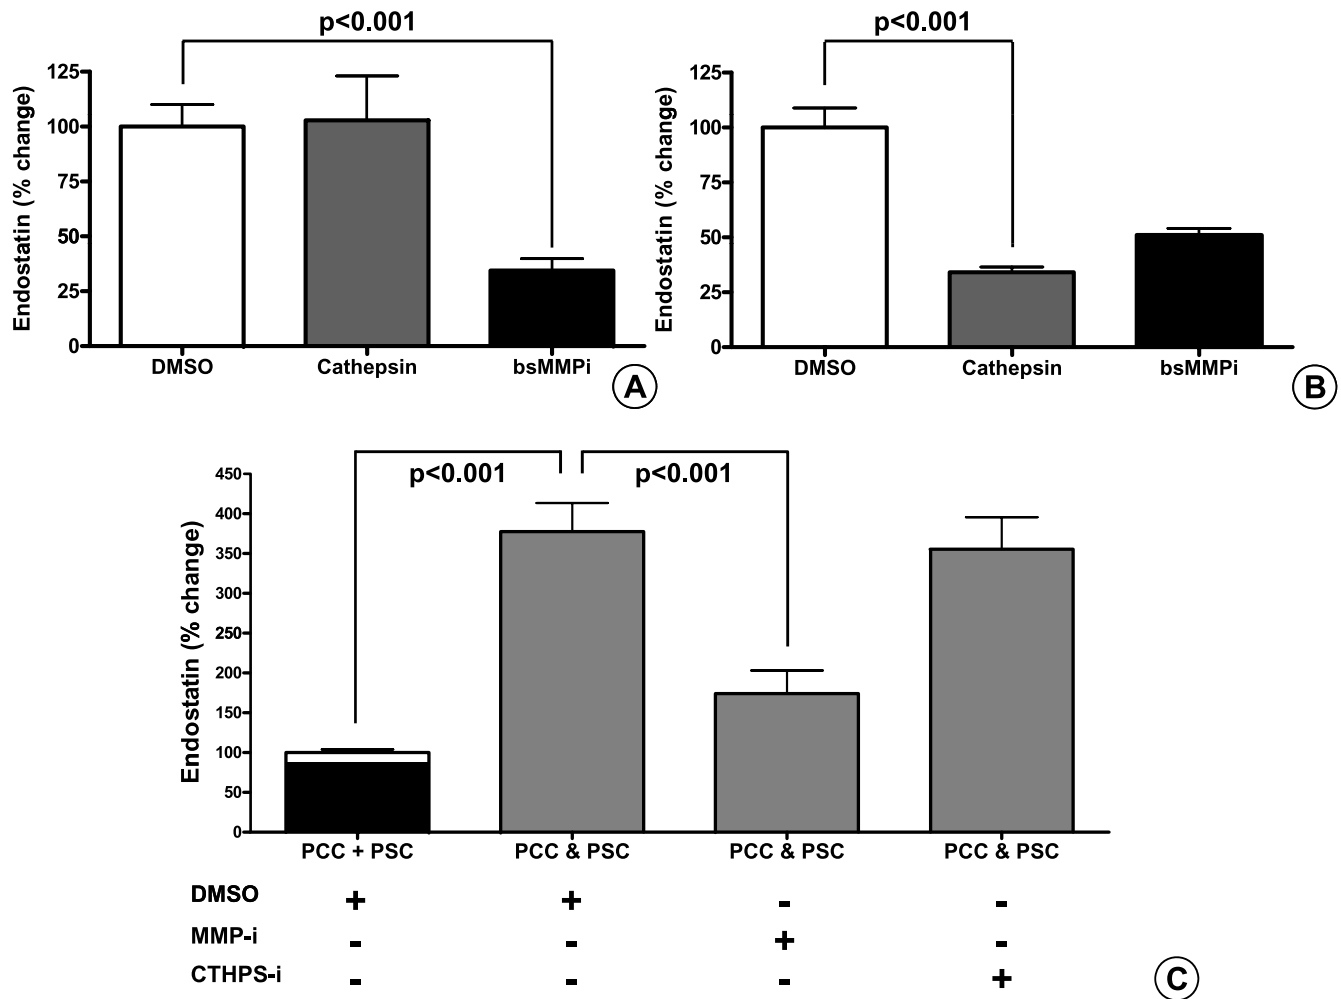 p<0.001
Endostatin (% change)
125
100
75
50
25
0
DMSO Cathepsin bsMMPi
A
p<0.001
Endostatin (% change)
125
100
75
50
25
0
DMSO Cathepsin bsMMPi
B
p<0.001 p<0.001
Endostatin (% change)
450
400
350
300
250
200
150
100
50
0
PCC + PSC PCC & PSC PCC & PSC PCC & PSC
DMSO + + - -
MMP-i - - + -
CTHPS-i - - - +
C